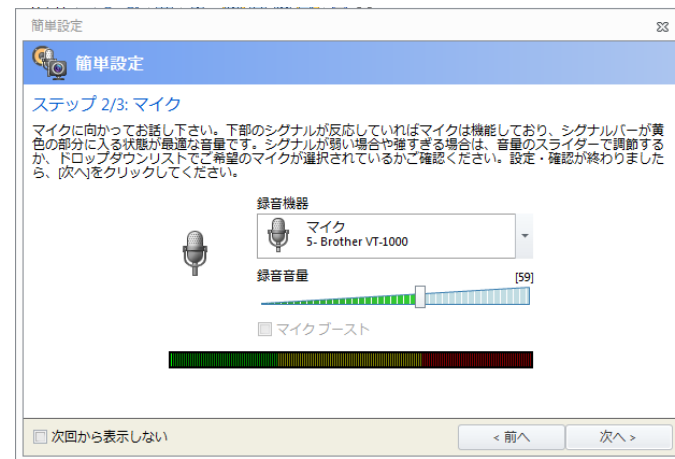 簡単設定
簡単設定
ステップ 2/3: マイク
マイクに向かってお話し下さい。下部のシグナルが反応していればマイクは機能しており、シグナルバーが黄
色の部分に入る状態が最適な音量です。シグナルが弱い場合や強すぎる場合は、音量のスライダーで調節する
か、ドロップダウンリストでご希望のマイクが選択されているかご確認ください。設定・確認が終わりました
ら、[次へ]をクリックしてください。
録音機器
マイク
5- Brother VT-1000
録音音量 [59]
マイクブースト
次回から表示しない
< 前へ 次へ >